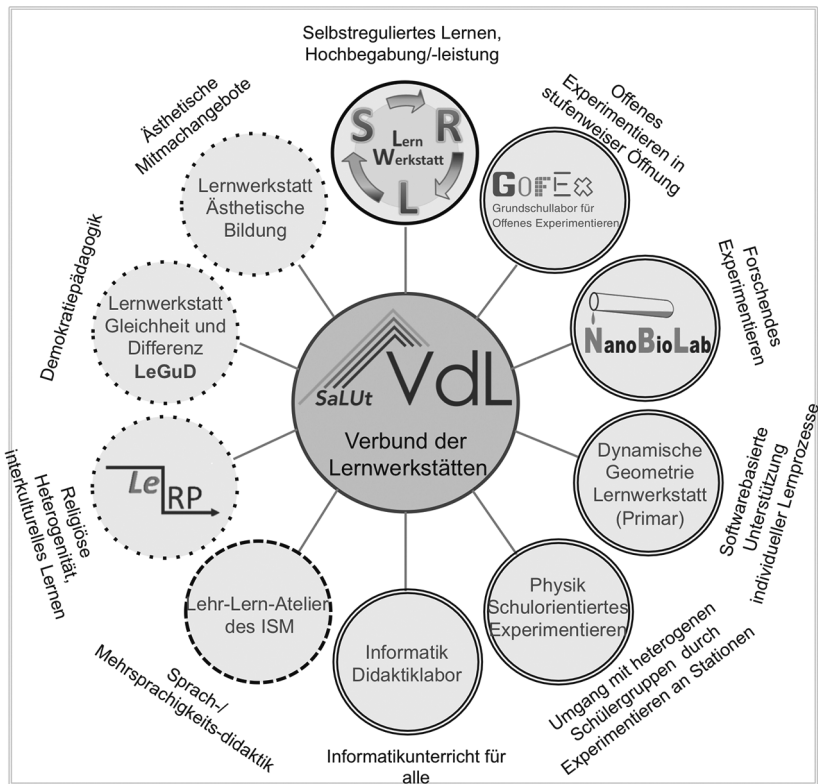 Selbstreguliertes Lernen,
Hochbegabung/-leistung
S R
Lern
Werkstatt
L
Offenes
Experimentieren in
stufenweiser Öffnung
GOFEX
Grundschullabor für
Offenes Experimentieren
Forschendes
Experimentieren
NanoBioLab
Softwarebasierte
Unterstützung
individueller Lernprozesse
Dynamische
Geometrie
Lernwerkstatt
(Primar)
Umgang mit heterogenen
Schülergruppen durch
Experimentieren an Stationen
Physik
Schulorientiertes
Experimentieren
Informatik
Didaktiklabor
Informatikunterricht für
alle
Lehr-Lern-Atelier
des ISM
Sprach-/
Mehrsprachigkeits-didaktik
Le
RP
Religiöse
Heterogenität,
interkulturelles Lernen
Lernwerkstatt
Gleichheit und
Differenz
LeGuD
Demokratiepädagogik
Lernwerkstatt
Ästhetische
Bildung
Ästhetische
Mitmachangebote
SaLUt VdL
Verbund der
Lernwerkstätten